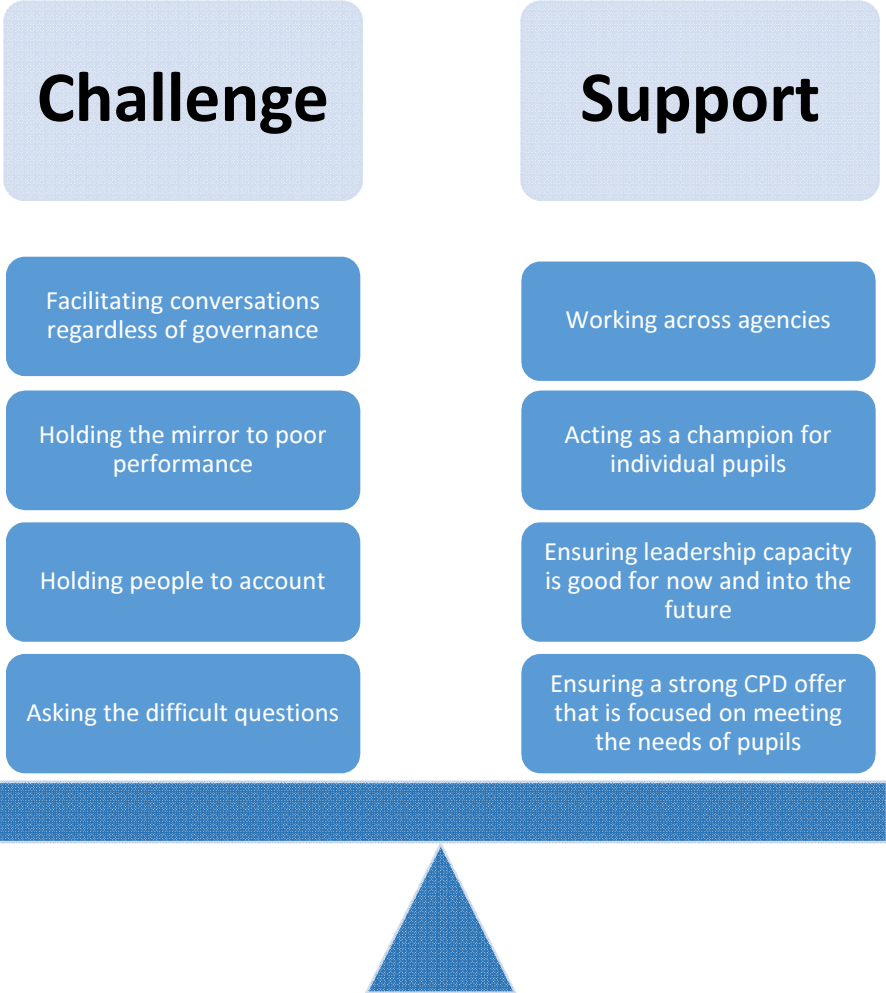 Challenge
Facilitating conversations
regardless of governance
Holding the mirror to poor
performance
Holding people to account
Asking the difficult questions
Support
Working across agencies
Acting as a champion for
individual pupils
Ensuring leadership capacity
is good for now and into the
future
Ensuring a strong CPD offer
that is focused on meeting
the needs of pupils